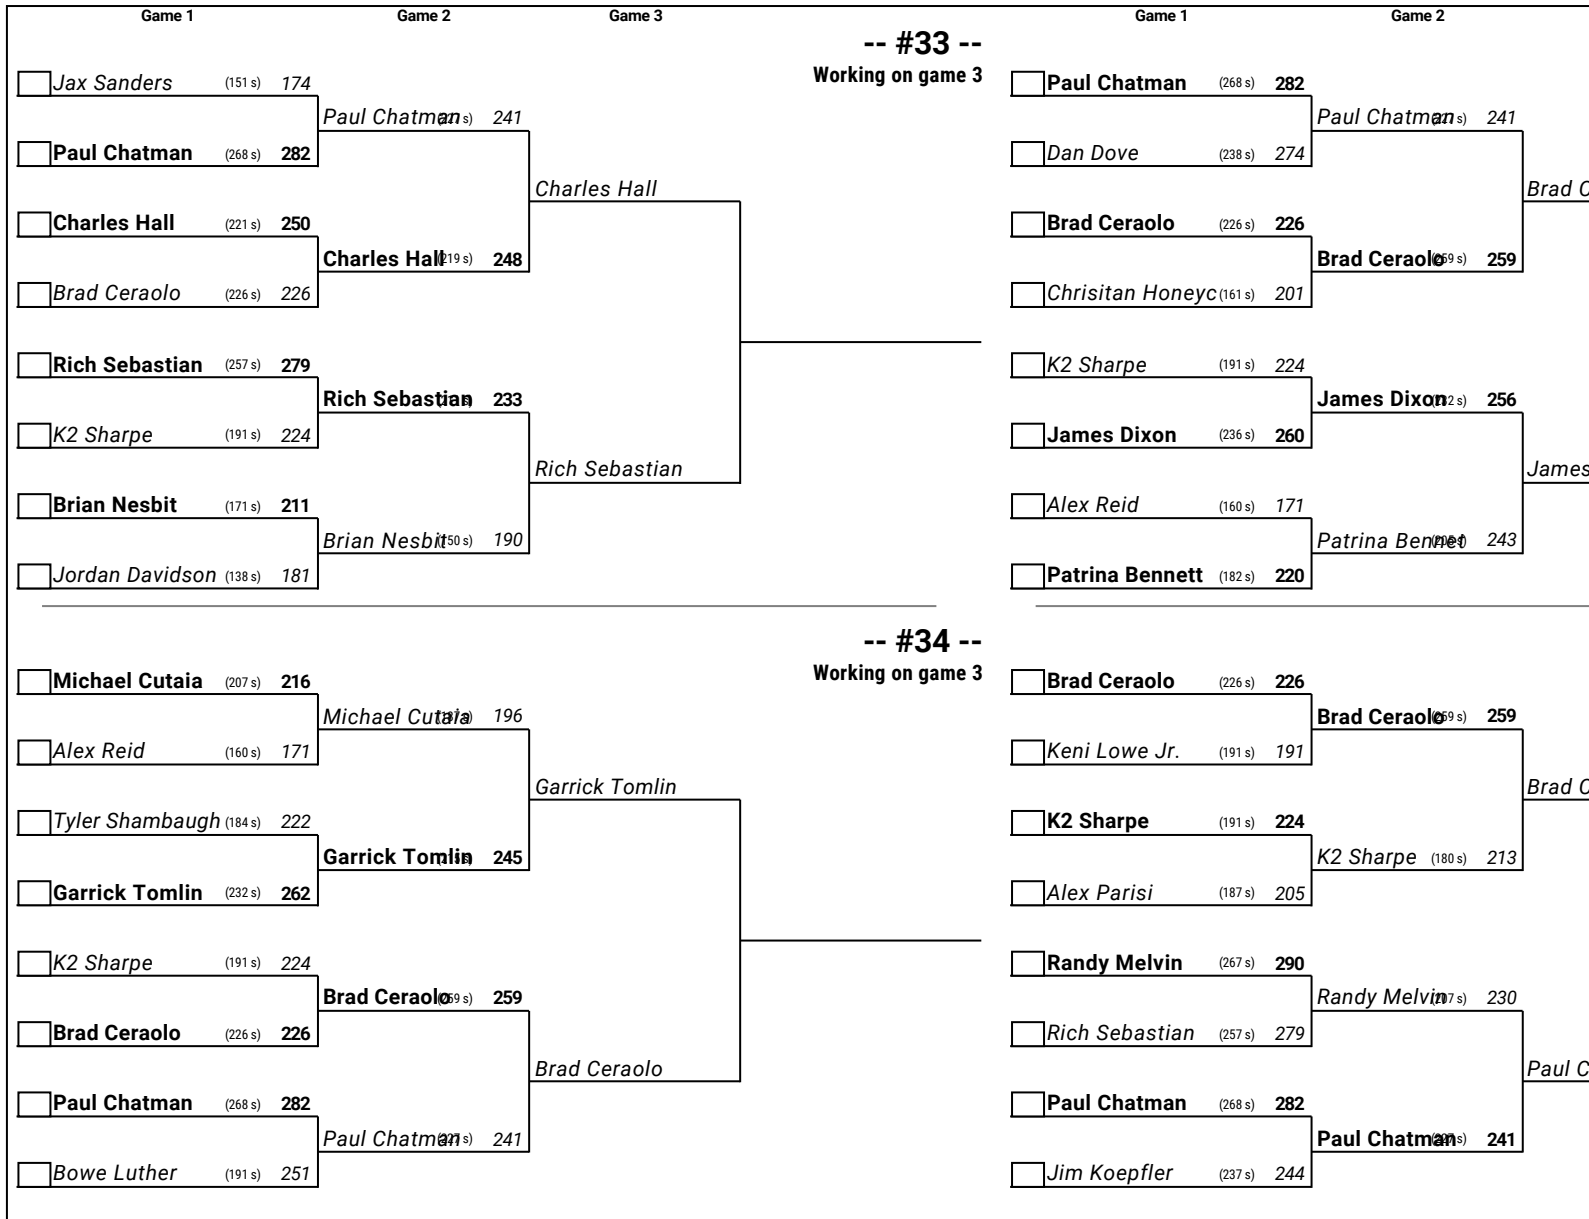 Game 1 Game 2 Game 3 Game 1 Game 2
-- #33 --
Working on game 3
Jax Sanders (151 s) 174
Paul Chatman 241
Paul Chatman (268 s) 282
Charles Hall
Charles Hall (221 s) 250
Charles Hall 248
Brad Ceraolo (226 s) 226
Rich Sebastian (257 s) 279
Rich Sebastian 233
K2 Sharpe (191 s) 224
Rich Sebastian
Brian Nesbit (171 s) 211
Brian Nesbit 190
Jordan Davidson (138 s) 181
Paul Chatman (268 s) 282
Paul Chatman 241
Dan Dove (238 s) 274
Brad C
Brad Ceraolo (226 s) 226
Brad Ceraolo 259
Chrisitan Honeyc (161 s) 201
K2 Sharpe (191 s) 224
James Dixon 256
James Dixon (236 s) 260
James
Alex Reid (160 s) 171
Patrina Bennet 243
Patrina Bennett (182 s) 220
-- #34 --
Working on game 3
Michael Cutaia (207 s) 216
Michael Cutaia 196
Alex Reid (160 s) 171
Garrick Tomlin
Tyler Shambaugh (184 s) 222
Garrick Tomlin 245
Garrick Tomlin (232 s) 262
K2 Sharpe (191 s) 224
Brad Ceraolo 259
Brad Ceraolo (226 s) 226
Brad Ceraolo
Paul Chatman (268 s) 282
Paul Chatman 241
Bowe Luther (191 s) 251
Brad Ceraolo (226 s) 226
Brad Ceraolo 259
Keni Lowe Jr. (191 s) 191
Brad C
K2 Sharpe (191 s) 224
K2 Sharpe (180 s) 213
Alex Parisi (187 s) 205
Randy Melvin (267 s) 290
Randy Melvin 230
Rich Sebastian (257 s) 279
Paul C
Paul Chatman (268 s) 282
Paul Chatman 241
Jim Koepfler (237 s) 244